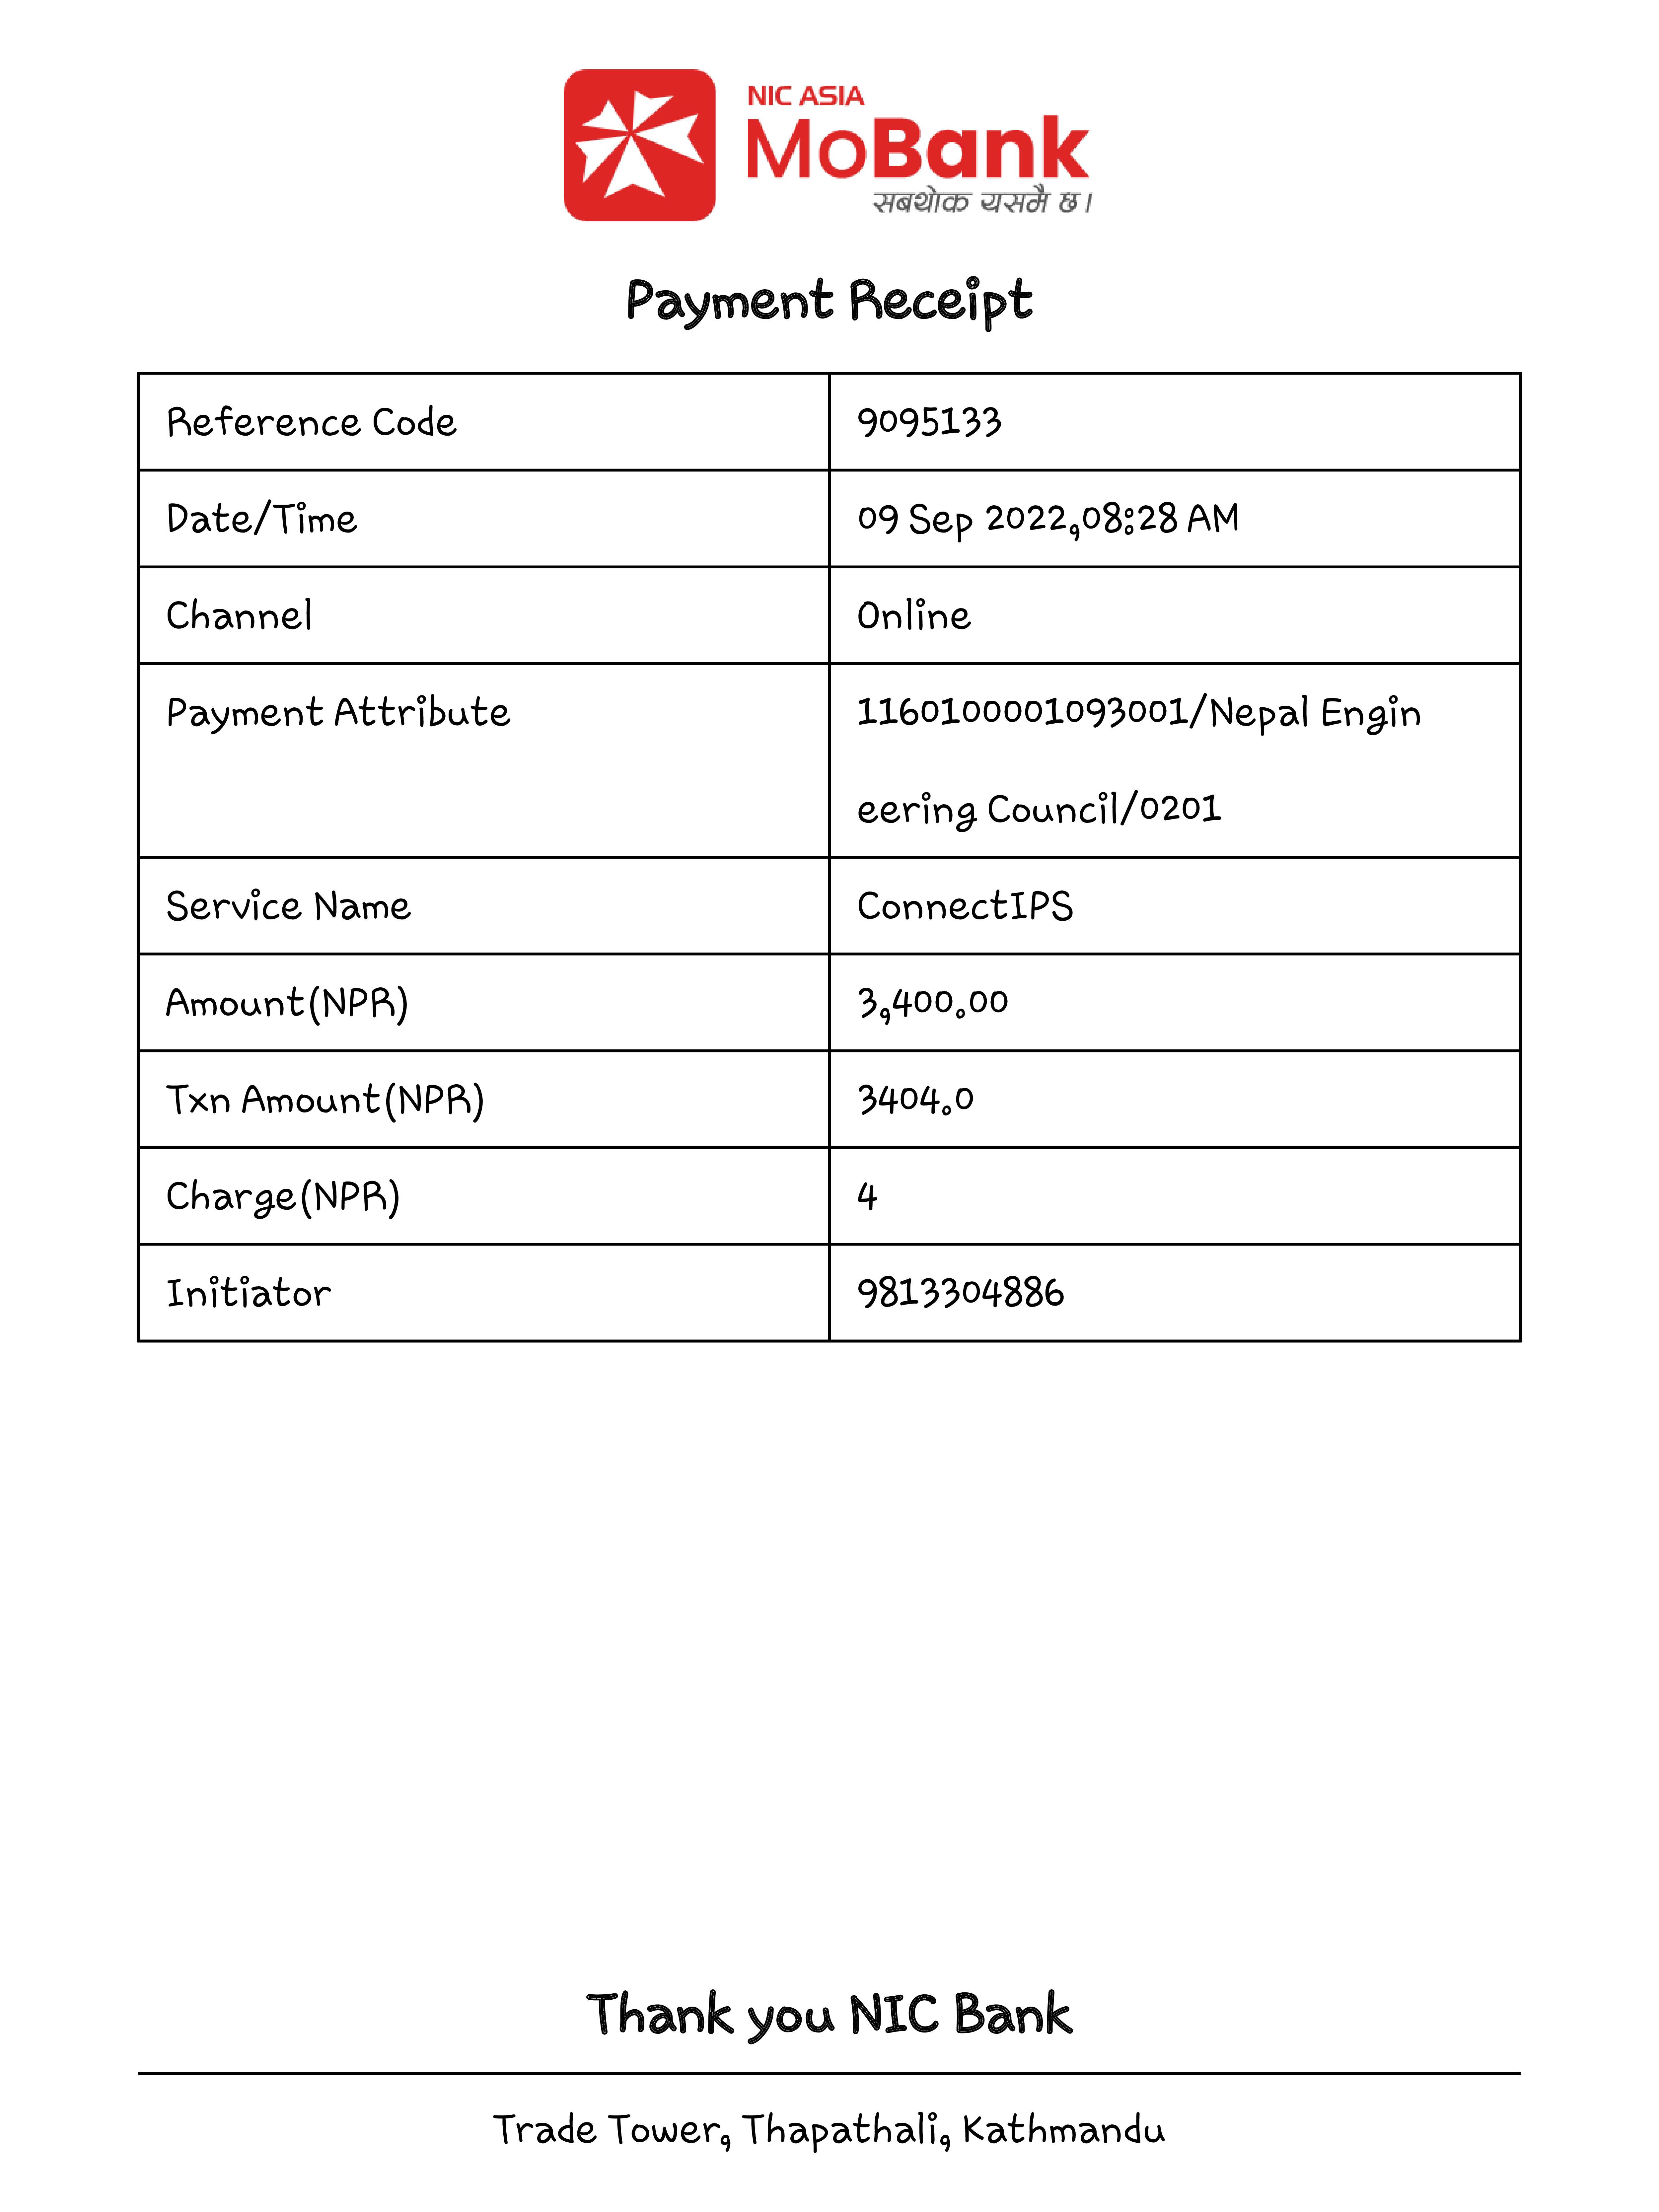 NIC ASIA
MoBank
सबथोक यसमै छ।
Payment Receipt
Reference Code 9095133
Date/Time 09 Sep 2022,08:28 AM
Channel Online
Payment Attribute 1160100001093001/Nepal Engin
eering Council/0201
Service Name ConnectIPS
Amount(NPR) 3,400.00
Txn Amount(NPR) 3404.0
Charge(NPR) 4
Initiator 9813304886
Thank you NIC Bank
Trade Tower, Thapathali, Kathmandu